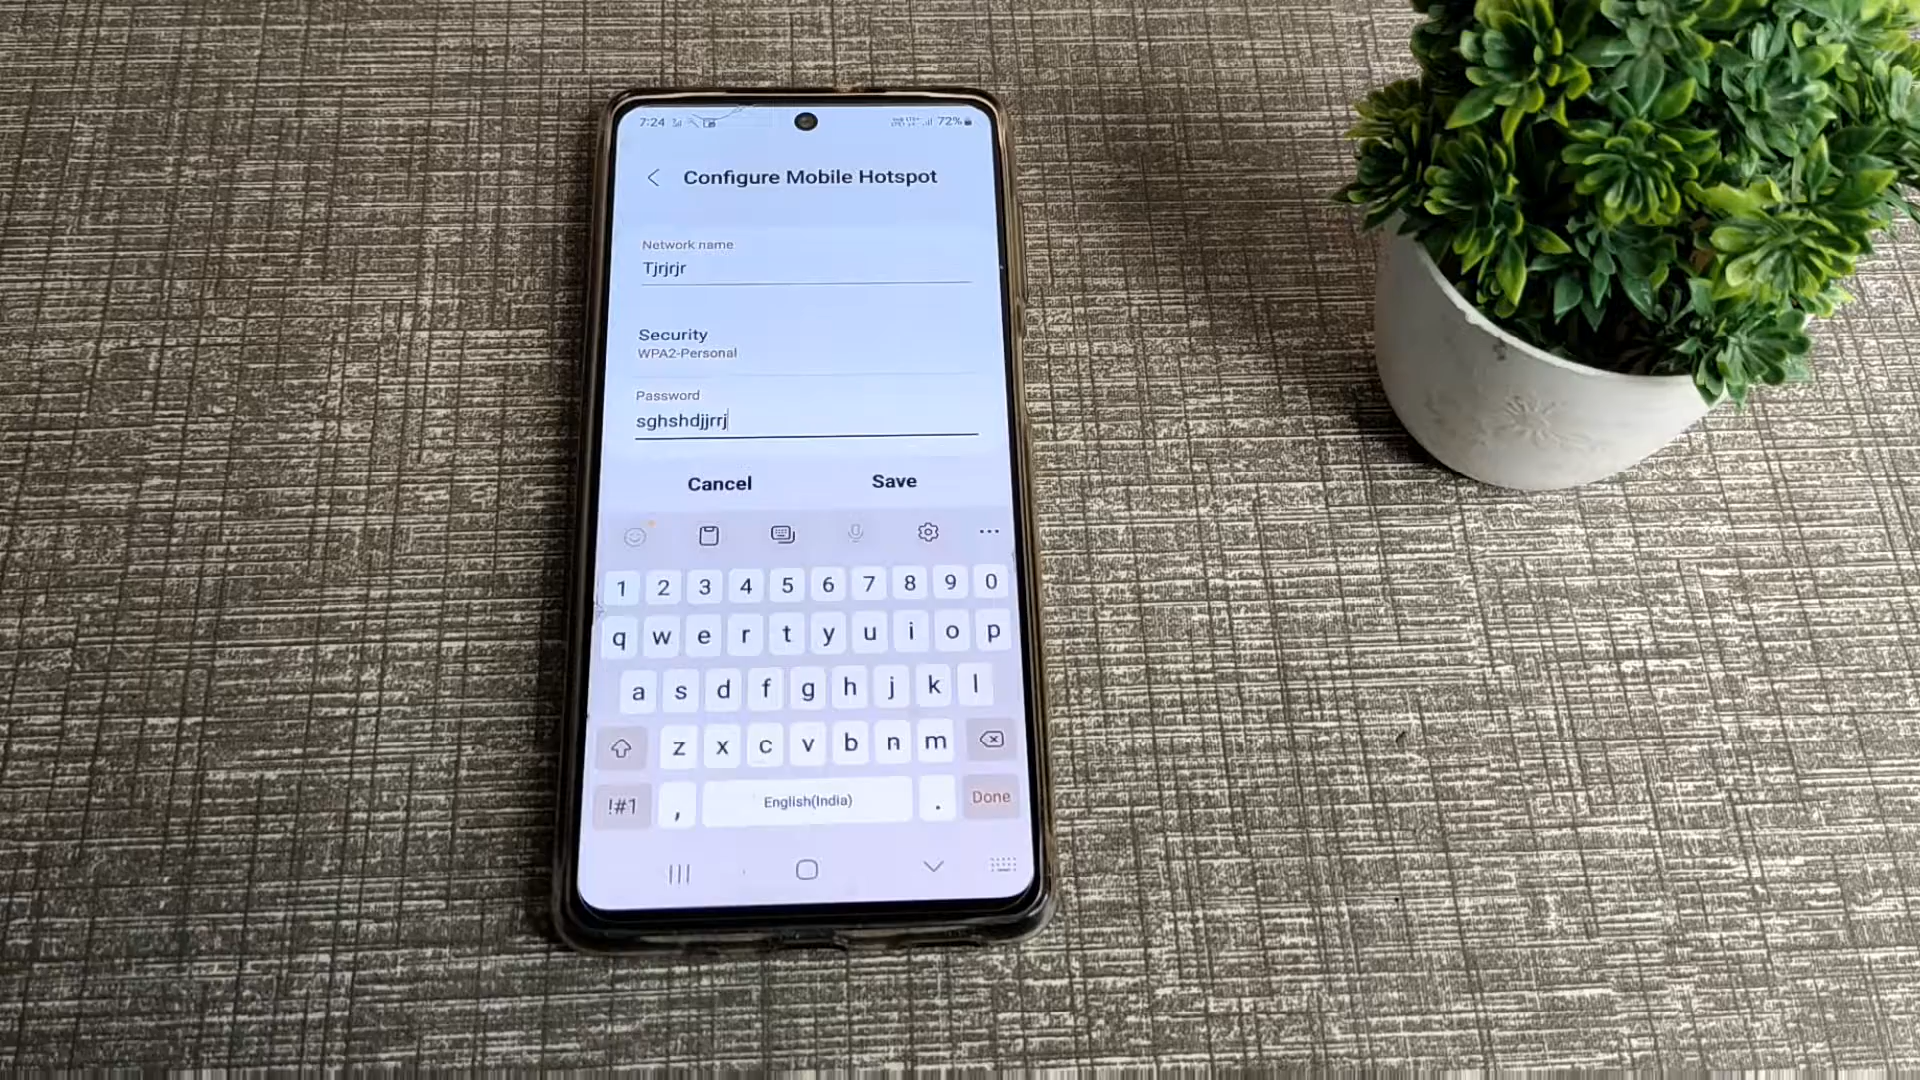 7:24 72%
Configure Mobile Hotspot
Network name
Tjrjrjr
Security
WPA2-Personal
Password
sghshdjjrrj
Cancel Save
1 2 3 4 5 6 7 8 9 0
q w e r t y u i o p
a s d f g h j k l
z x c v b n m
!#1 , English(India) . Done